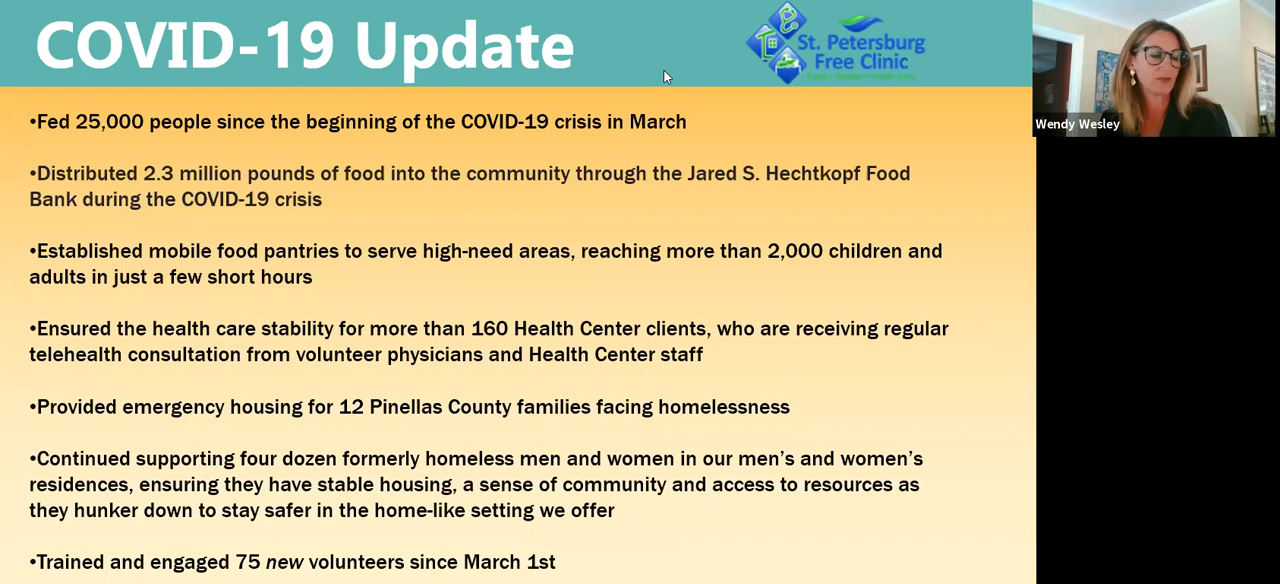 COVID-19 Update
St. Petersburg
Free Clinic
Wendy Wesley
•Fed 25,000 people since the beginning of the COVID-19 crisis in March
•Distributed 2.3 million pounds of food into the community through the Jared S. Hechtkopf Food
Bank during the COVID-19 crisis
•Established mobile food pantries to serve high-need areas, reaching more than 2,000 children and
adults in just a few short hours
•Ensured the health care stability for more than 160 Health Center clients, who are receiving regular
telehealth consultation from volunteer physicians and Health Center staff
•Provided emergency housing for 12 Pinellas County families facing homelessness
•Continued supporting four dozen formerly homeless men and women in our men’s and women’s
residences, ensuring they have stable housing, a sense of community and access to resources as
they hunker down to stay safer in the home-like setting we offer
•Trained and engaged 75 new volunteers since March 1st